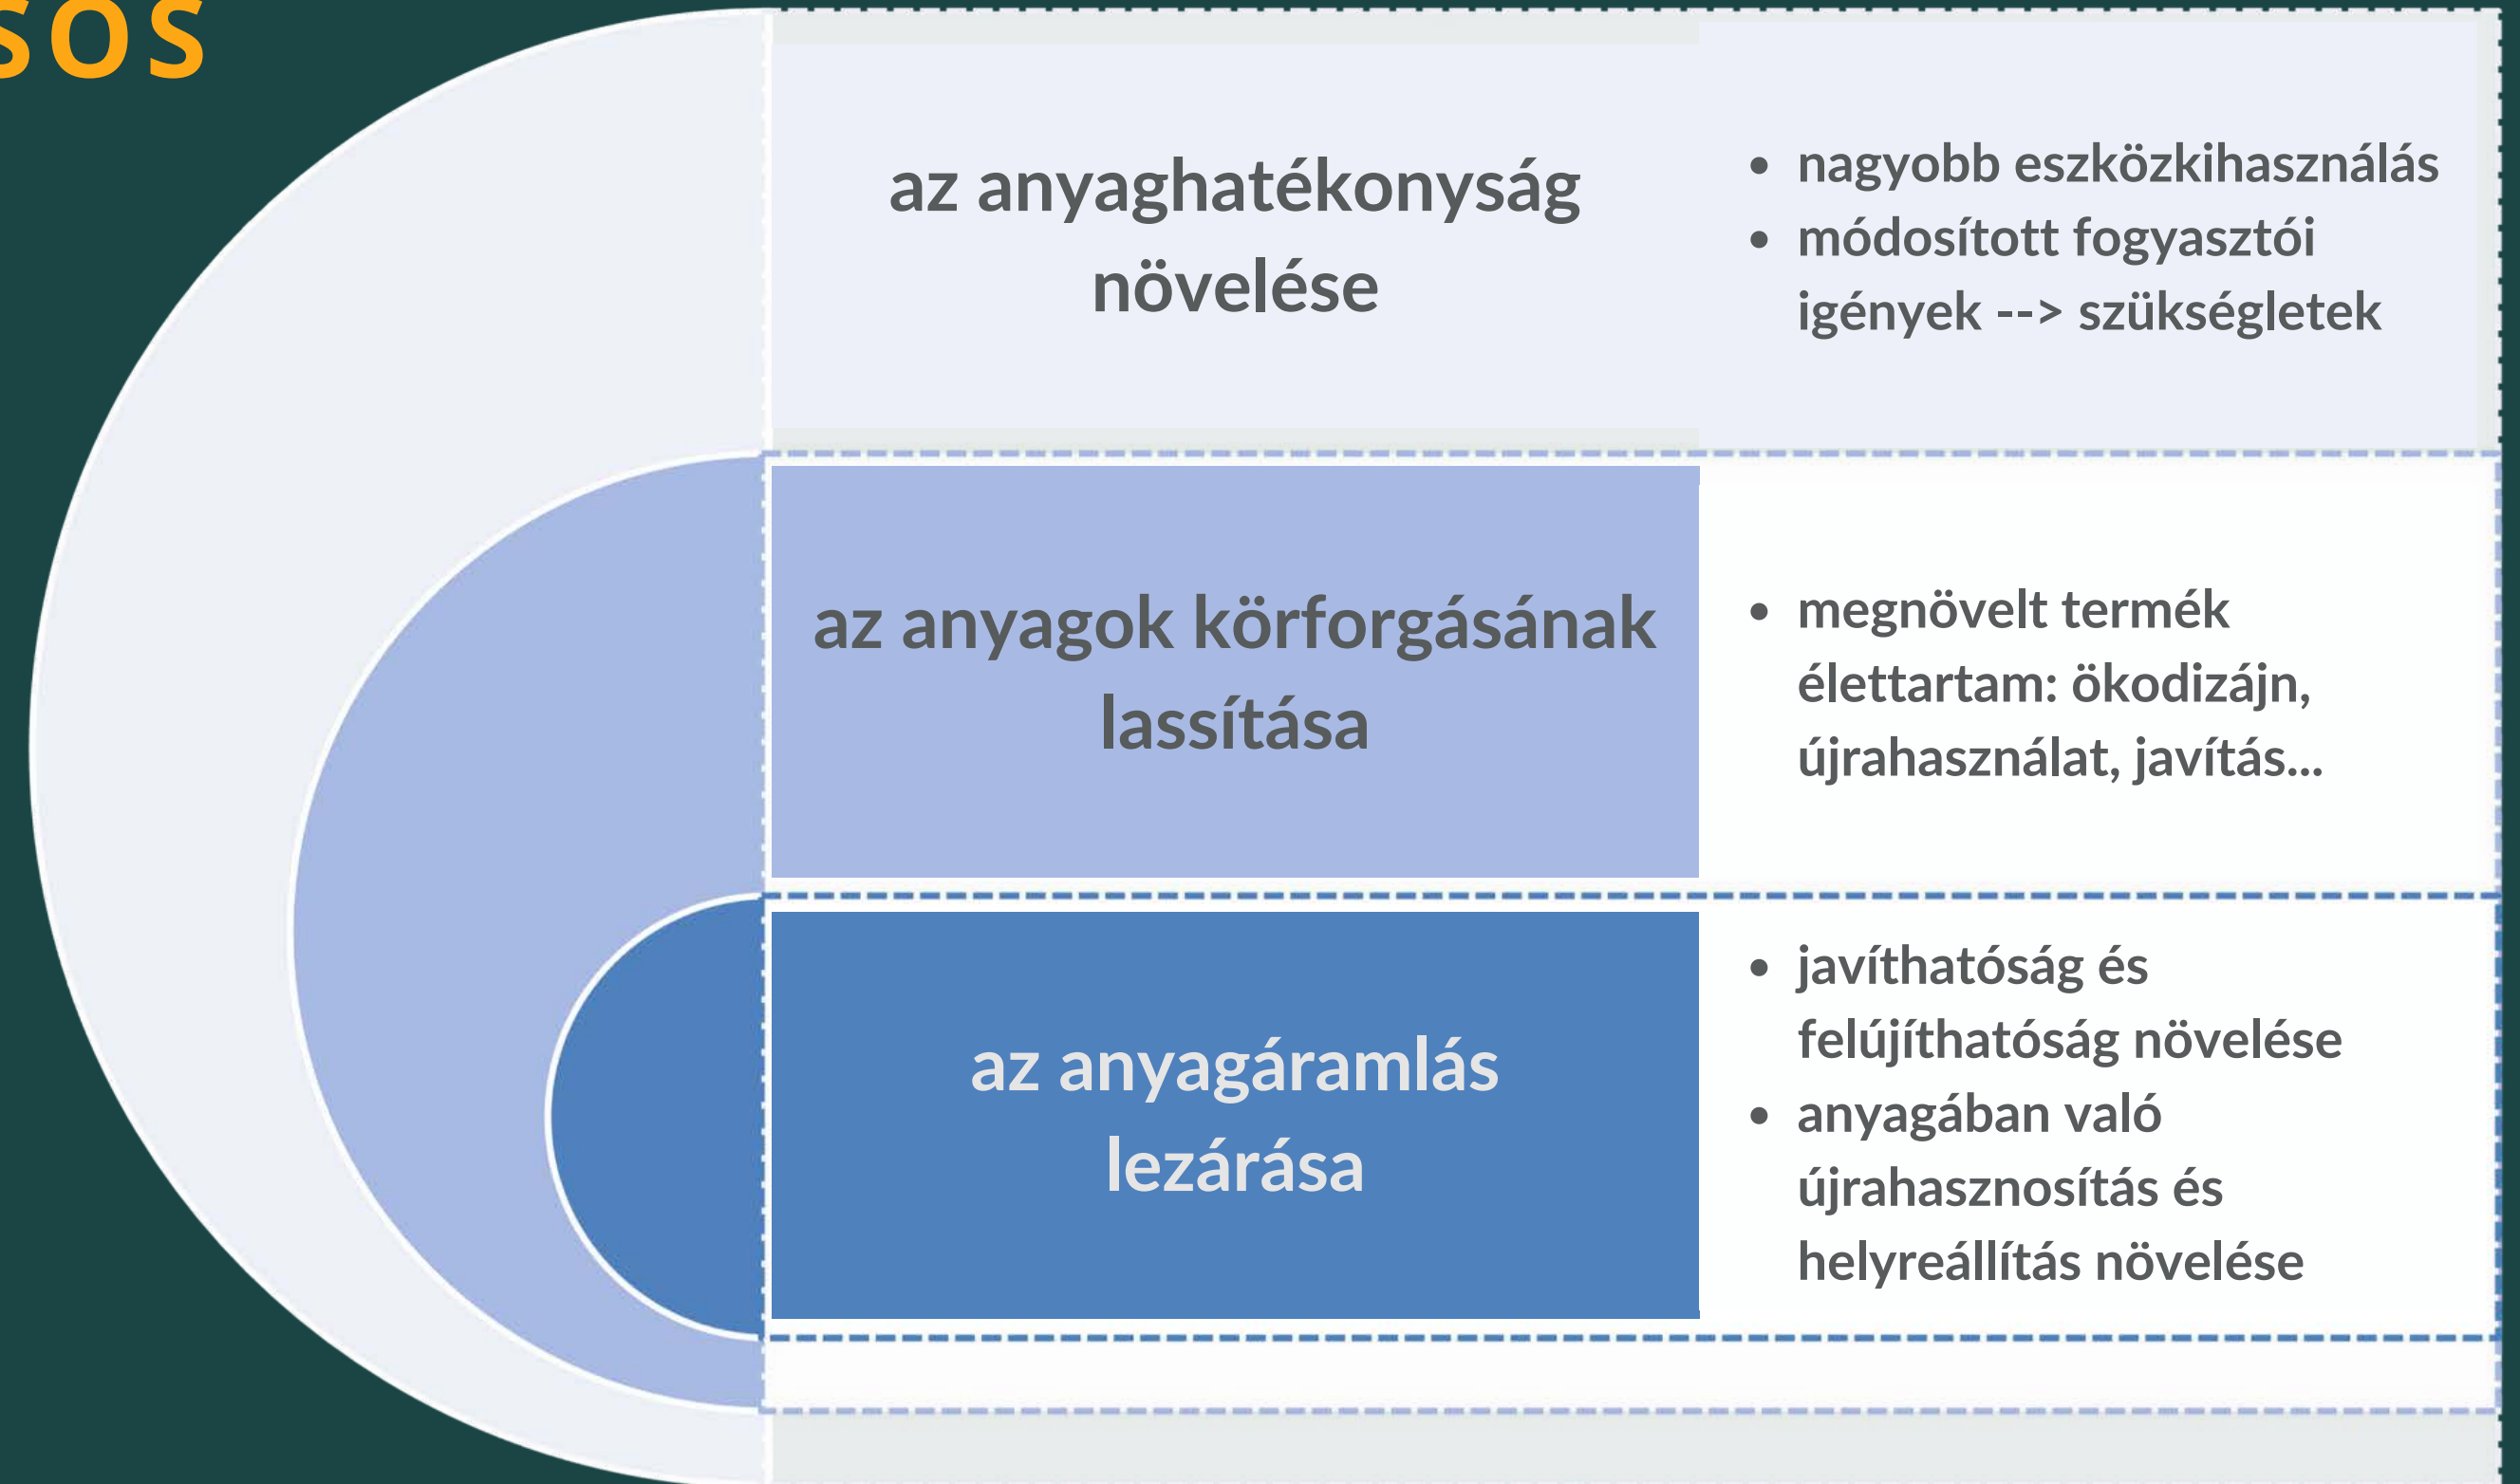 SOS
az anyaghatékonyság
növelése
• nagyobb eszközkihasználás
• módosított fogyasztói
igények --> szükségletek
az anyagok körforgásának
lassítása
• megnövelt termék
élettartam: ökodizájn,
újrahasználat, javítás...
az anyagáramlás
lezárása
• javíthatóság és
felújíthatóság növelése
• anyagában való
újrahasznosítás és
helyreállítás növelése